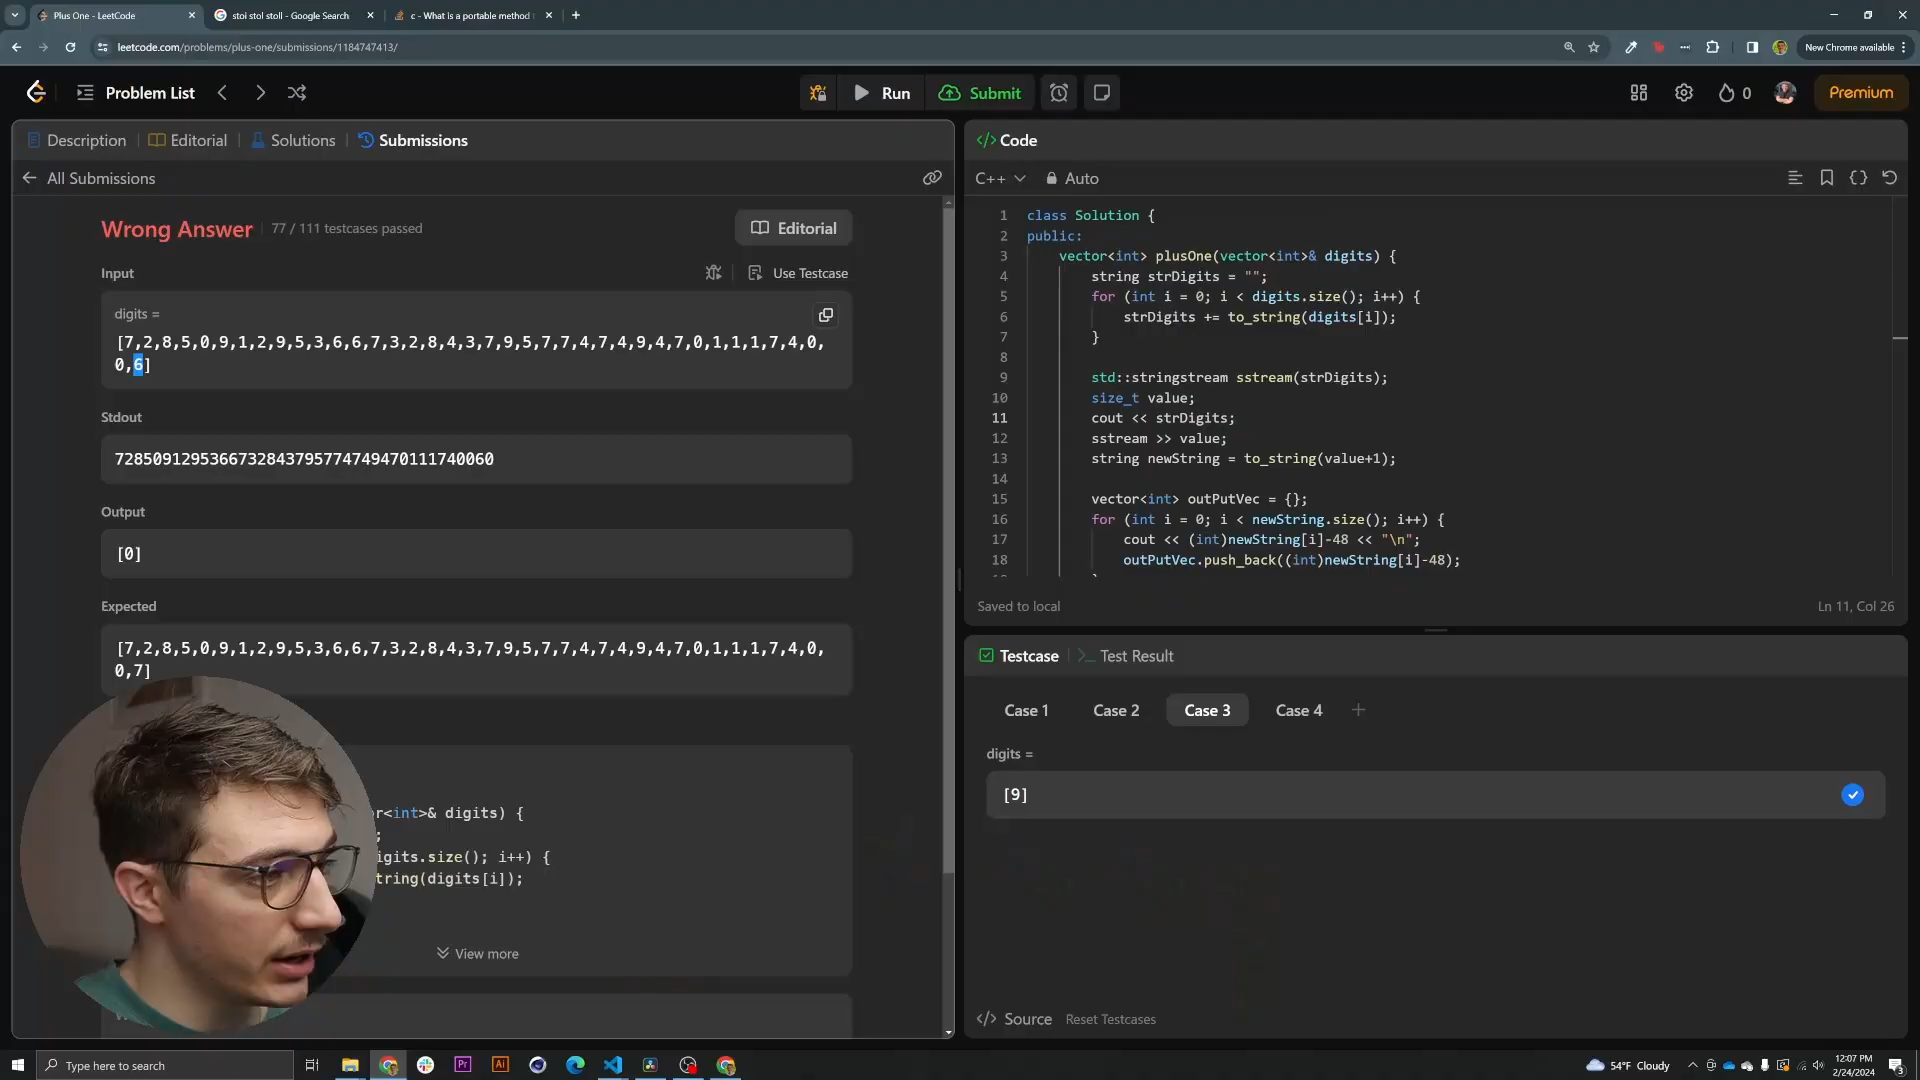 Plus One - LeetCode
stoi stol stoll - Google Search
c - What is a portable method t
leetcode.com/problems/plus-one/submissions/1184747413/
New Chrome available
Problem List
Run
Submit
0
Premium
Description
Editorial
Solutions
Submissions
All Submissions
Wrong Answer
77 / 111 testcases passed
Editorial
Input
Use Testcase
digits =
[7,2,8,5,0,9,1,2,9,5,3,6,6,7,3,2,8,4,3,7,9,5,7,7,4,7,4,9,4,7,0,1,1,1,7,4,0,
0,6]
Stdout
728509129536673284379577474947011174006​0
Output
[0]
Expected
[7,2,8,5,0,9,1,2,9,5,3,6,6,7,3,2,8,4,3,7,9,5,7,7,4,7,4,9,4,7,0,1,1,1,7,4,0,
0,7]
r<int>& digits) {
;
igits.size(); i++) {
tring(digits[i]);
View more
</> Code
C++
Auto
1 class Solution {
2 public:
3 vector<int> plusOne(vector<int>& digits) {
4 string strDigits = "";
5 for (int i = 0; i < digits.size(); i++) {
6 strDigits += to_string(digits[i]);
7 }
8
9 std::stringstream sstream(strDigits);
10 size_t value;
11 cout << strDigits;
12 sstream >> value;
13 string newString = to_string(value+1);
14
15 vector<int> outPutVec = {};
16 for (int i = 0; i < newString.size(); i++) {
17 cout << (int)newString[i]-48 << "\n";
18 outPutVec.push_back((int)newString[i]-48);
Saved to local
Ln 11, Col 26
Testcase
Test Result
Case 1
Case 2
Case 3
Case 4
digits =
[9]
</> Source
Reset Testcases
Type here to search
54°F Cloudy
12:07 PM
2/24/2024
3